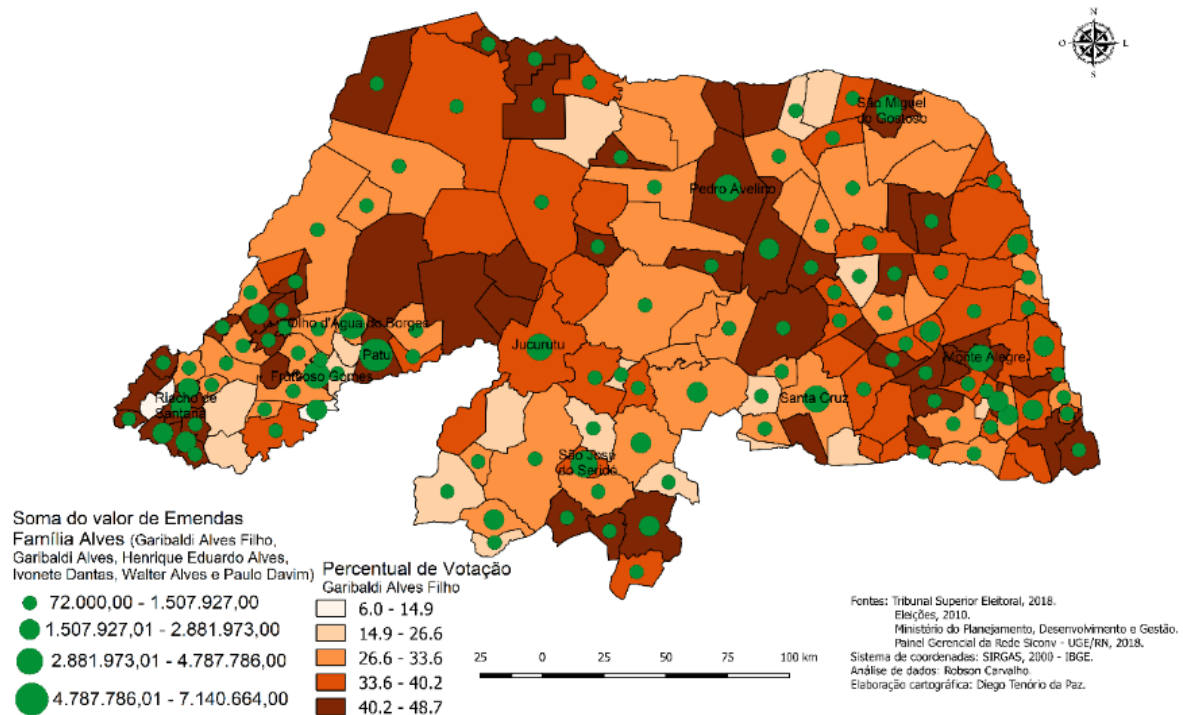 N
O L
S
São Miguel
do Gostoso
Pedro Avelino
Olho d'Água do Borges
Patu
Frutuoso Gomes
Riacho de
Santana
Jucurutu
Monte Alegre
Santa Cruz
São José
do Seridó
Soma do valor de Emendas
Família Alves (Garibaldi Alves Filho,
Garibaldi Alves, Henrique Eduardo Alves,
Ivonete Dantas, Walter Alves e Paulo Davim)
72.000,00 - 1.507.927,00
1.507.927,01 - 2.881.973,00
2.881.973,01 - 4.787.786,00
4.787.786,01 - 7.140.664,00
Percentual de Votação
Garibaldi Alves Filho
6.0 - 14.9
14.9 - 26.6
26.6 - 33.6
33.6 - 40.2
40.2 - 48.7
25 0 25 50 75 100 km
Fontes: Tribunal Superior Eleitoral, 2018.
Eleições, 2010.
Ministério do Planejamento, Desenvolvimento e Gestão.
Painel Gerencial da Rede Siconv - UGE/RN, 2018.
Sistema de coordenadas: SIRGAS, 2000 - IBGE.
Análise de dados: Robson Carvalho.
Elaboração cartográfica: Diego Tenório da Paz.